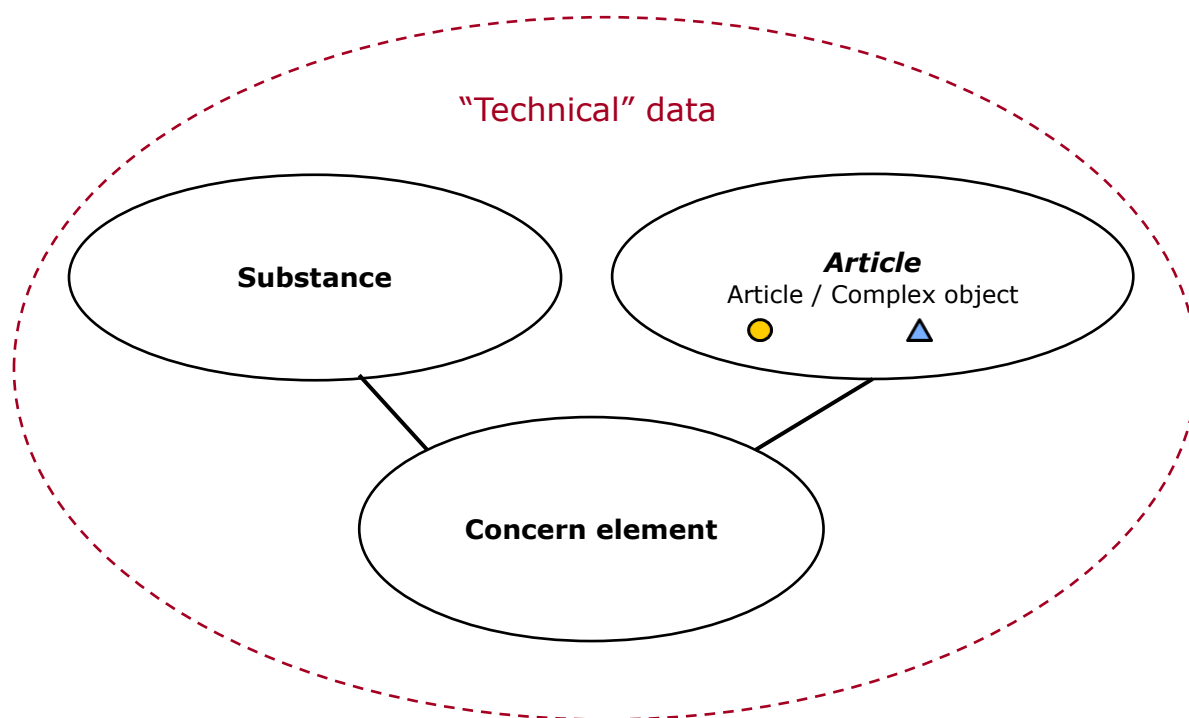 “Technical” data
Substance
Article
Article / Complex object
Concern element